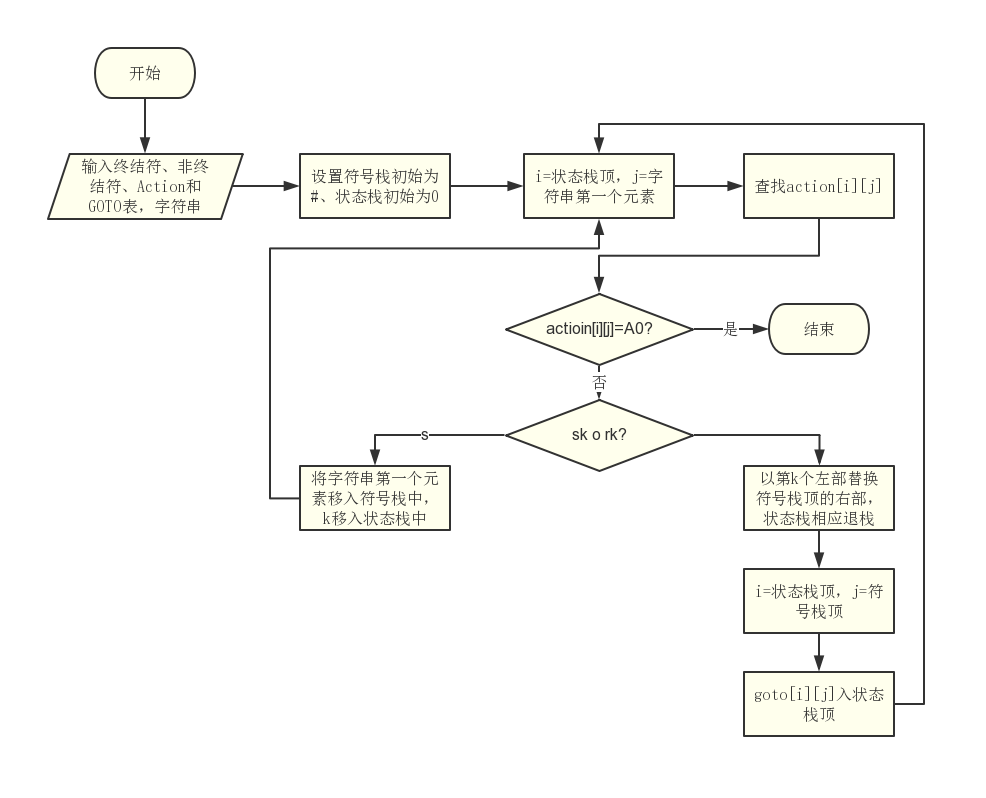 开始
输入终结符、非终
结符、Action和
GOTO表，字符串
设置符号栈初始为
#、状态栈初始为0
i=状态栈顶，j=字
符串第一个元素
查找action[i][j]
actioin[i][j]=A0?
是
结束
否
sk o rk?
s
将字符串第一个元
素移入符号栈中，
k移入状态栈中
以第k个左部替换
符号栈顶的右部，
状态栈相应退栈
i=状态栈顶，j=符
号栈顶
goto[i][j]入状态
栈顶